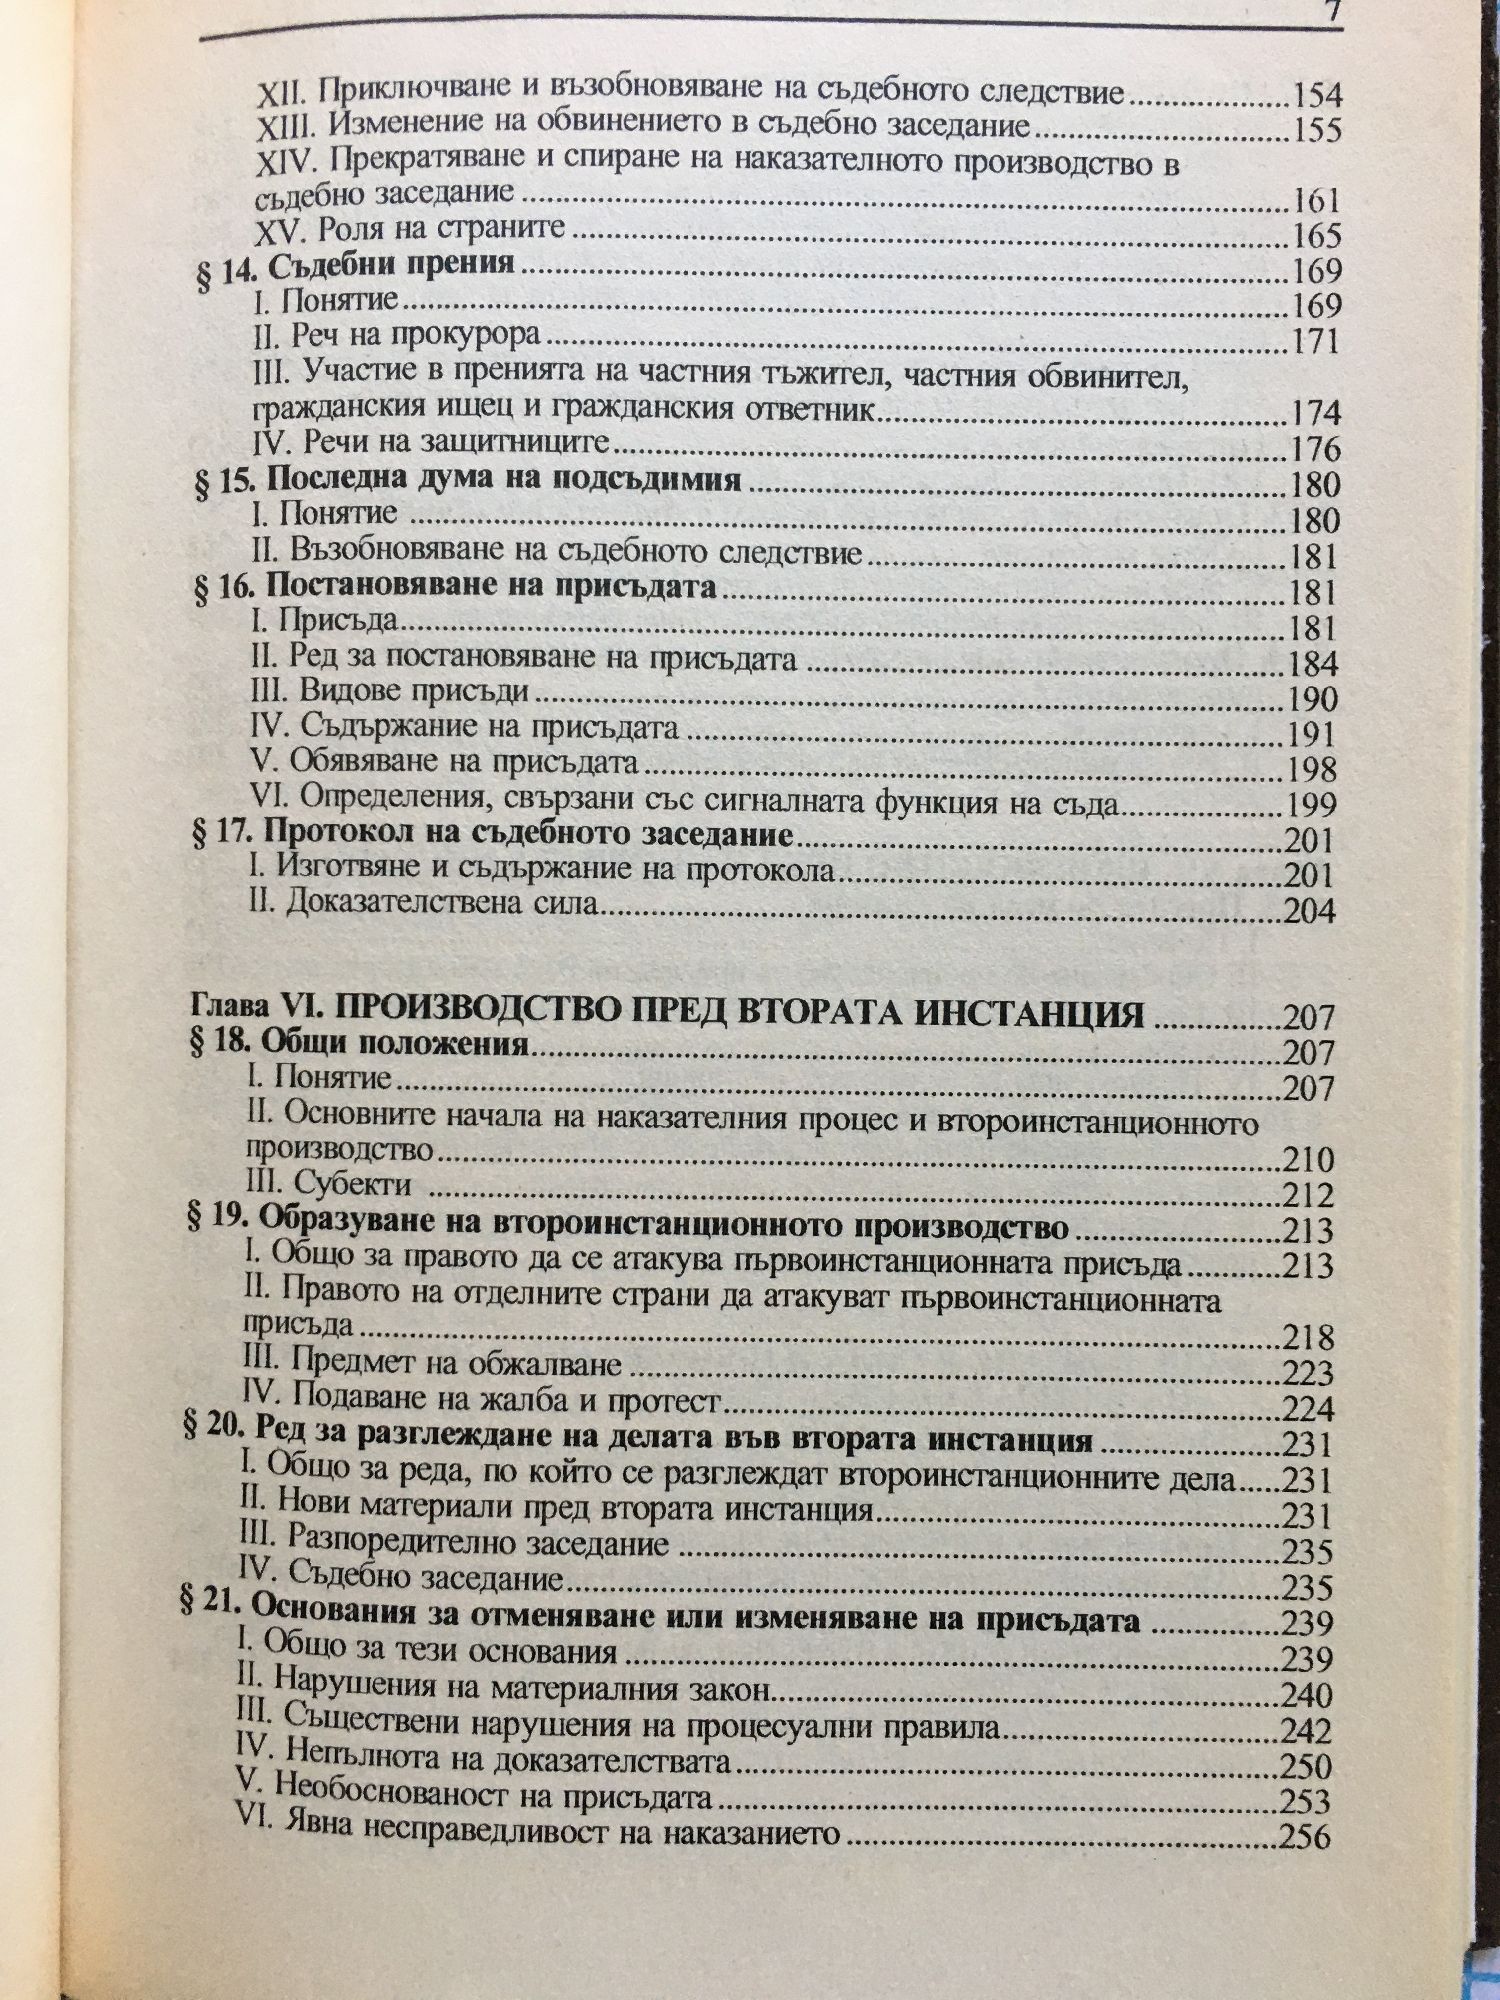 7
XII. Приключване и възобновяване на съдебното следствие..................154
XIII. Изменение на обвинението в съдебно заседание.............................155
XIV. Прекратяване и спиране на наказателното производство в
съдебно заседание .....................................................................................161
XV. Роля на страните ................................................................................165
§ 14. Съдебни прения ....................................................................................169
I. Понятие..................................................................................................169
II. Реч на прокурора ..................................................................................171
III. Участие в пренията на частния тъжител, частния обвинител,
гражданския ищец и гражданския ответник..............................................174
IV. Речи на защитниците...........................................................................176
§ 15. Последна дума на подсъдимия ............................................................180
I. Понятие .................................................................................................180
II. Възобновяване на съдебното следствие..............................................181
§ 16. Постановяване на присъдата...............................................................181
I. Присъда..................................................................................................181
II. Ред за постановяване на присъдата .....................................................184
III. Видове присъди ...................................................................................190
IV. Съдържание на присъдата ..................................................................191
V. Обявяване на присъдата.......................................................................198
VI. Определения, свързани със сигналната функция на съда..................199
§ 17. Протокол на съдебното заседание......................................................201
I. Изготвяне и съдържание на протокола.................................................201
II. Доказателствена сила...........................................................................204
Глава VI. ПРОИЗВОДСТВО ПРЕД ВТОРАТА ИНСТАНЦИЯ ..............207
§ 18. Общи положения..................................................................................207
I. Понятие..................................................................................................207
II. Основните начала на наказателния процес и второинстанционното
производство..............................................................................................210
III. Субекти ...............................................................................................212
§ 19. Образуване на второинстанционното производство .......................213
I. Общо за правото да се атакува първоинстанционната присъда...........213
II. Правото на отделните страни да атакуват първоинстанционната
присъда ......................................................................................................218
III. Предмет на обжалване ........................................................................223
IV. Подаване на жалба и протест..............................................................224
§ 20. Ред за разглеждане на делата във втората инстанция .....................231
I. Общо за реда, по който се разглеждат второинстанционните дела.....231
II. Нови материали пред втората инстанция............................................231
III. Разпоредително заседание ..................................................................235
IV. Съдебно заседание...............................................................................235
§ 21. Основания за отменяване или изменяване на присъдата ................239
I. Общо за тези основания ........................................................................239
II. Нарушения на материалния закон.......................................................240
III. Съществени нарушения на процесуални правила..............................242
IV. Непълнота на доказателствата............................................................250
V. Необоснованост на присъдата .............................................................253
VI. Явна несправедливост на наказанието ...............................................256